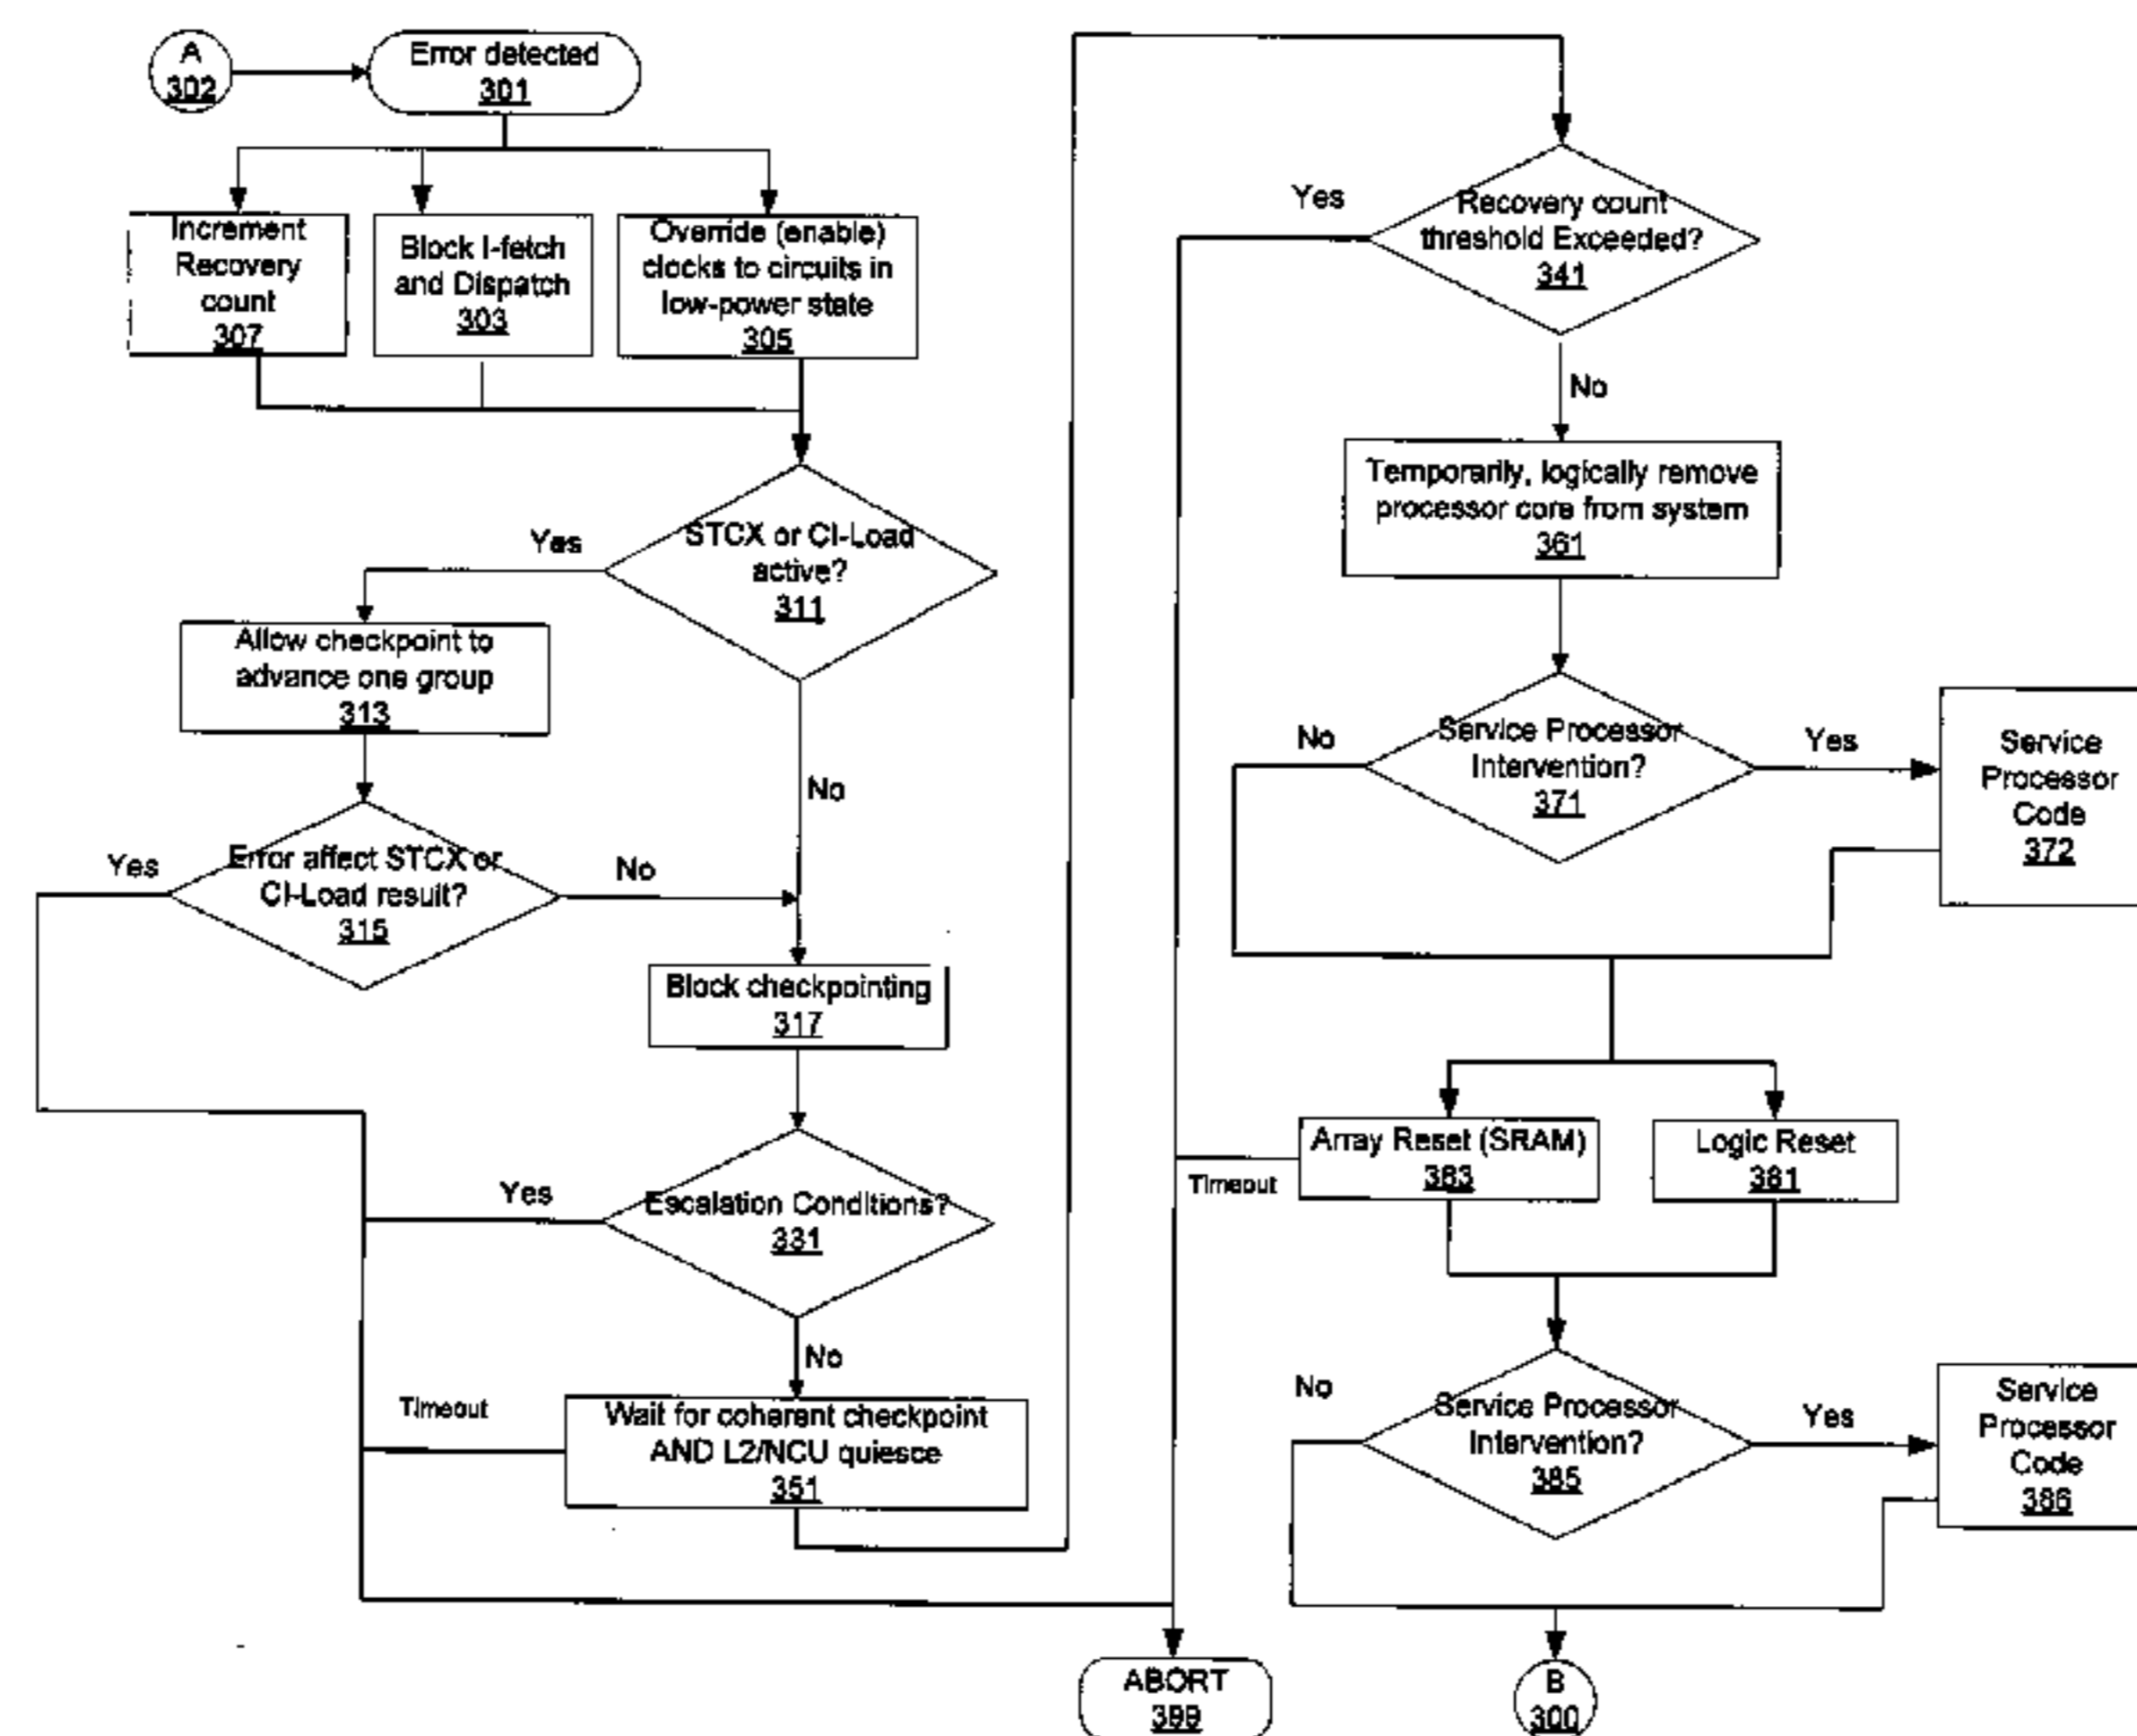 A
302
Error detected
301
Increment
Recovery
count
307
Block I-fetch
and Dispatch
303
Override (enable)
clocks to circuits in
low-power state
305
STCX or CI-Load
active?
311
Yes
No
Allow checkpoint to
advance one group
313
Error affect STCX or
CI-Load result?
315
Yes
No
Block checkpointing
317
Escalation Conditions?
331
Yes
No
Timeout
Wait for coherent checkpoint
AND L2/NCU quiesce
351
Recovery count
threshold Exceeded?
341
Yes
No
Temporarily, logically remove
processor core from system
361
Service Processor
Intervention?
371
No
Yes
Service
Processor
Code
372
Array Reset (SRAM)
383
Timeout
Logic Reset
381
Service Processor
Intervention?
385
No
Yes
Service
Processor
Code
386
ABORT
399
B
300